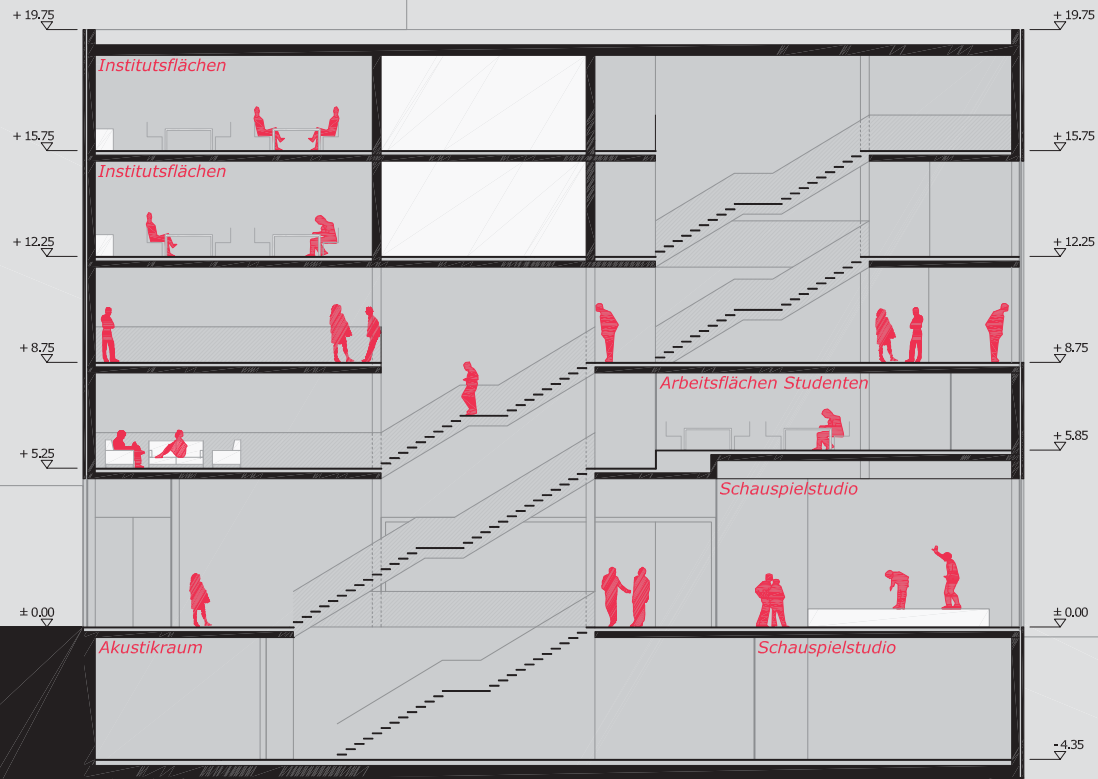 + 19.75 + 19.75
Institutsflächen
+ 15.75 + 15.75
Institutsflächen
+ 12.25 + 12.25
+ 8.75 + 8.75
Arbeitsflächen Studenten
+ 5.25 + 5,85
Schauspielstudio
± 0.00 ± 0.00
Akustikraum Schauspielstudio
- 4.35